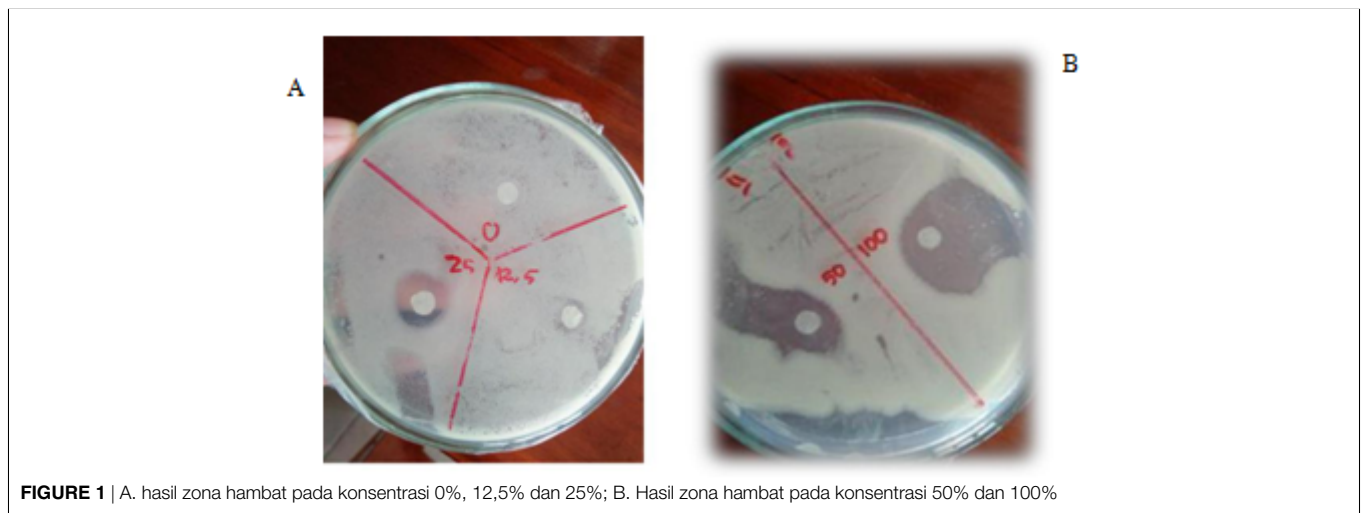 A
B
0
25
12,5
100
50
FIGURE 1 | A. hasil zona hambat pada konsentrasi 0%, 12,5% dan 25%; B. Hasil zona hambat pada konsentrasi 50% dan 100%